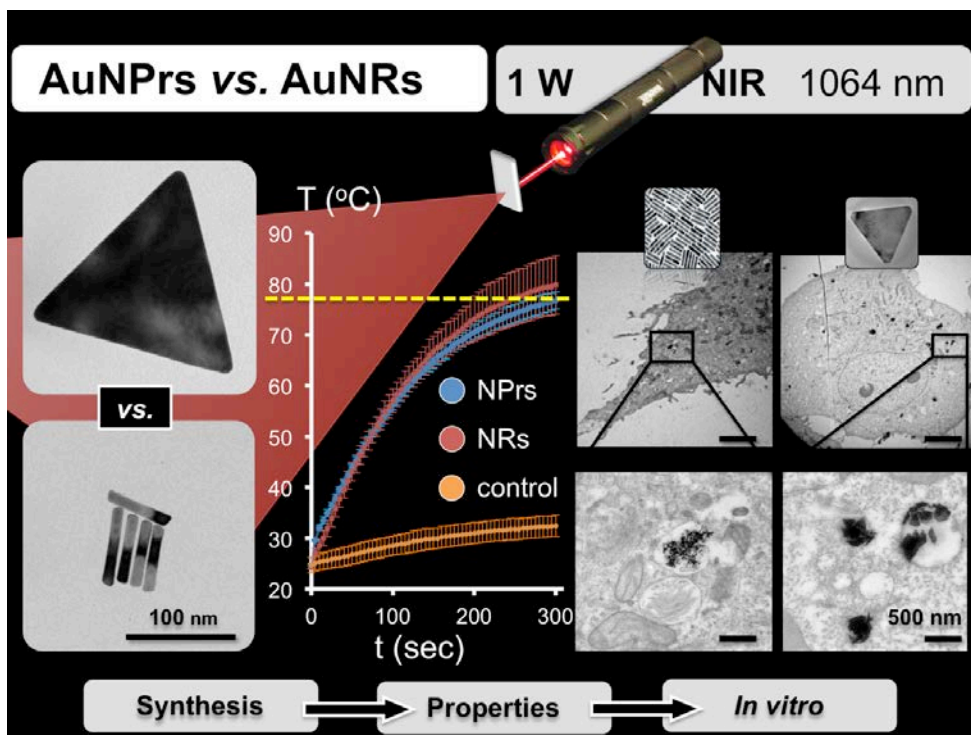 AuNPrs vs. AuNRs
1 W NIR 1064 nm
vs.
100 nm
T (°C)
90
80
70
60
50
40
30
20
0 100 200 300
t (sec)
NPrs
NRs
control
500 nm
Synthesis
Properties
In vitro